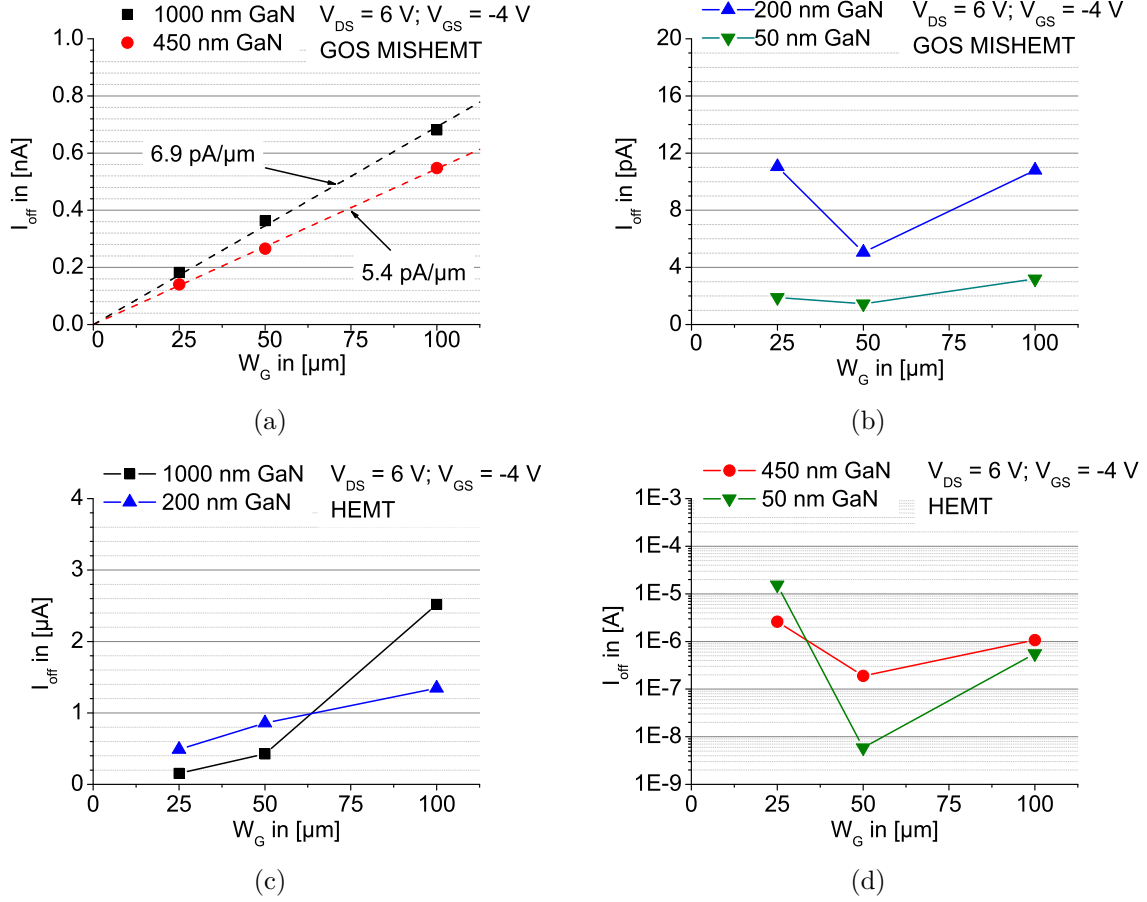 1000 nm GaN
450 nm GaN
V_DS = 6 V; V_GS = -4 V
GOS MISHEMT
1.0
0.8
0.6
0.4
0.2
0.0
I_off in [nA]
6.9 pA/µm
5.4 pA/µm
0 25 50 75 100
W_G in [µm]
(a)
200 nm GaN
50 nm GaN
V_DS = 6 V; V_GS = -4 V
GOS MISHEMT
20
16
12
8
4
0
I_off in [pA]
0 25 50 75 100
W_G in [µm]
(b)
1000 nm GaN
200 nm GaN
V_DS = 6 V; V_GS = -4 V
HEMT
4
3
2
1
0
I_off in [µA]
0 25 50 75 100
W_G in [µm]
(c)
450 nm GaN
50 nm GaN
V_DS = 6 V; V_GS = -4 V
HEMT
1E-3
1E-4
1E-5
1E-6
1E-7
1E-8
1E-9
I_off in [A]
0 25 50 75 100
W_G in [µm]
(d)